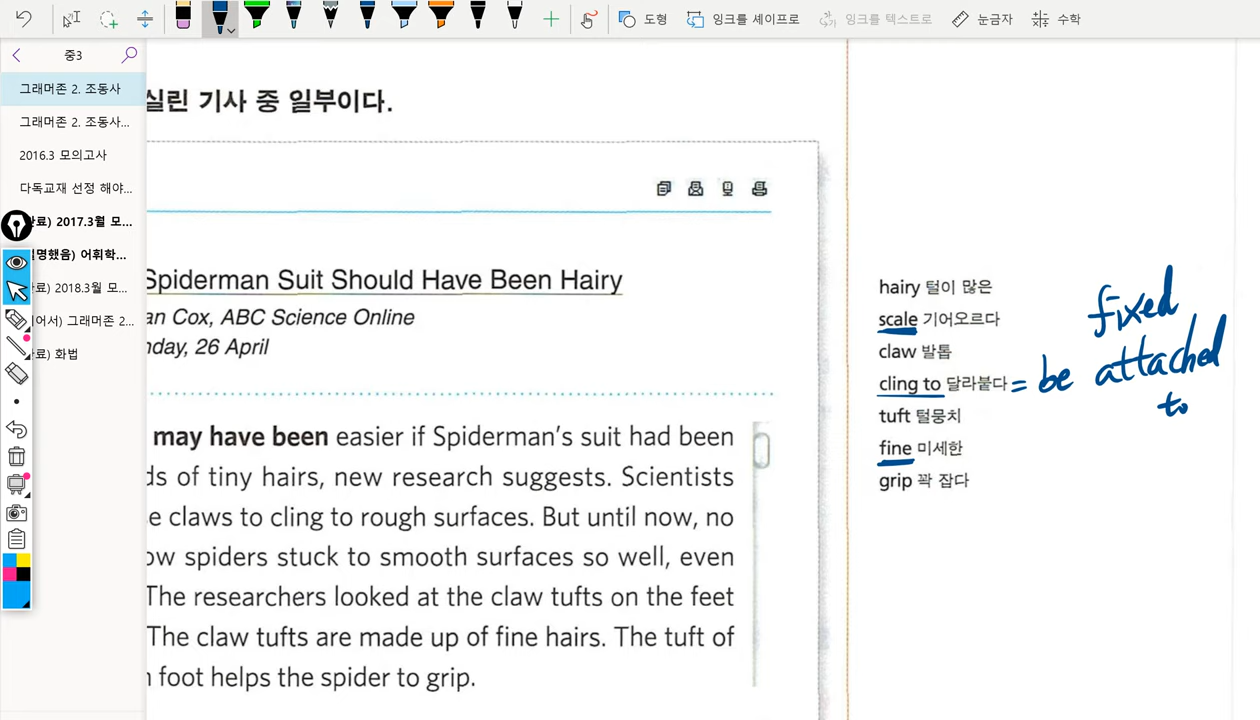 도형
잉크를 셰이프로
잉크를 텍스트로
눈금자
수학
중3
그래머존 2. 조동사
그래머존 2. 조동사...
2016.3 모의고사
다독교재 선정 해야...
2017.3월 모...
어휘학...
2018.3월 모...
그래머존 2...
화법
실린 기사 중 일부이다.
Spiderman Suit Should Have Been Hairy
an Cox, ABC Science Online
day, 26 April
may have been easier if Spiderman's suit had been
ds of tiny hairs, new research suggests. Scientists
e claws to cling to rough surfaces. But until now, no
ow spiders stuck to smooth surfaces so well, even
The researchers looked at the claw tufts on the feet
The claw tufts are made up of fine hairs. The tuft of
foot helps the spider to grip.
hairy 털이 많은
scale 기어오르다
claw 발톱
cling to 달라붙다 = be attached to
fixed
tuft 털뭉치
fine 미세한
grip 꽉 잡다